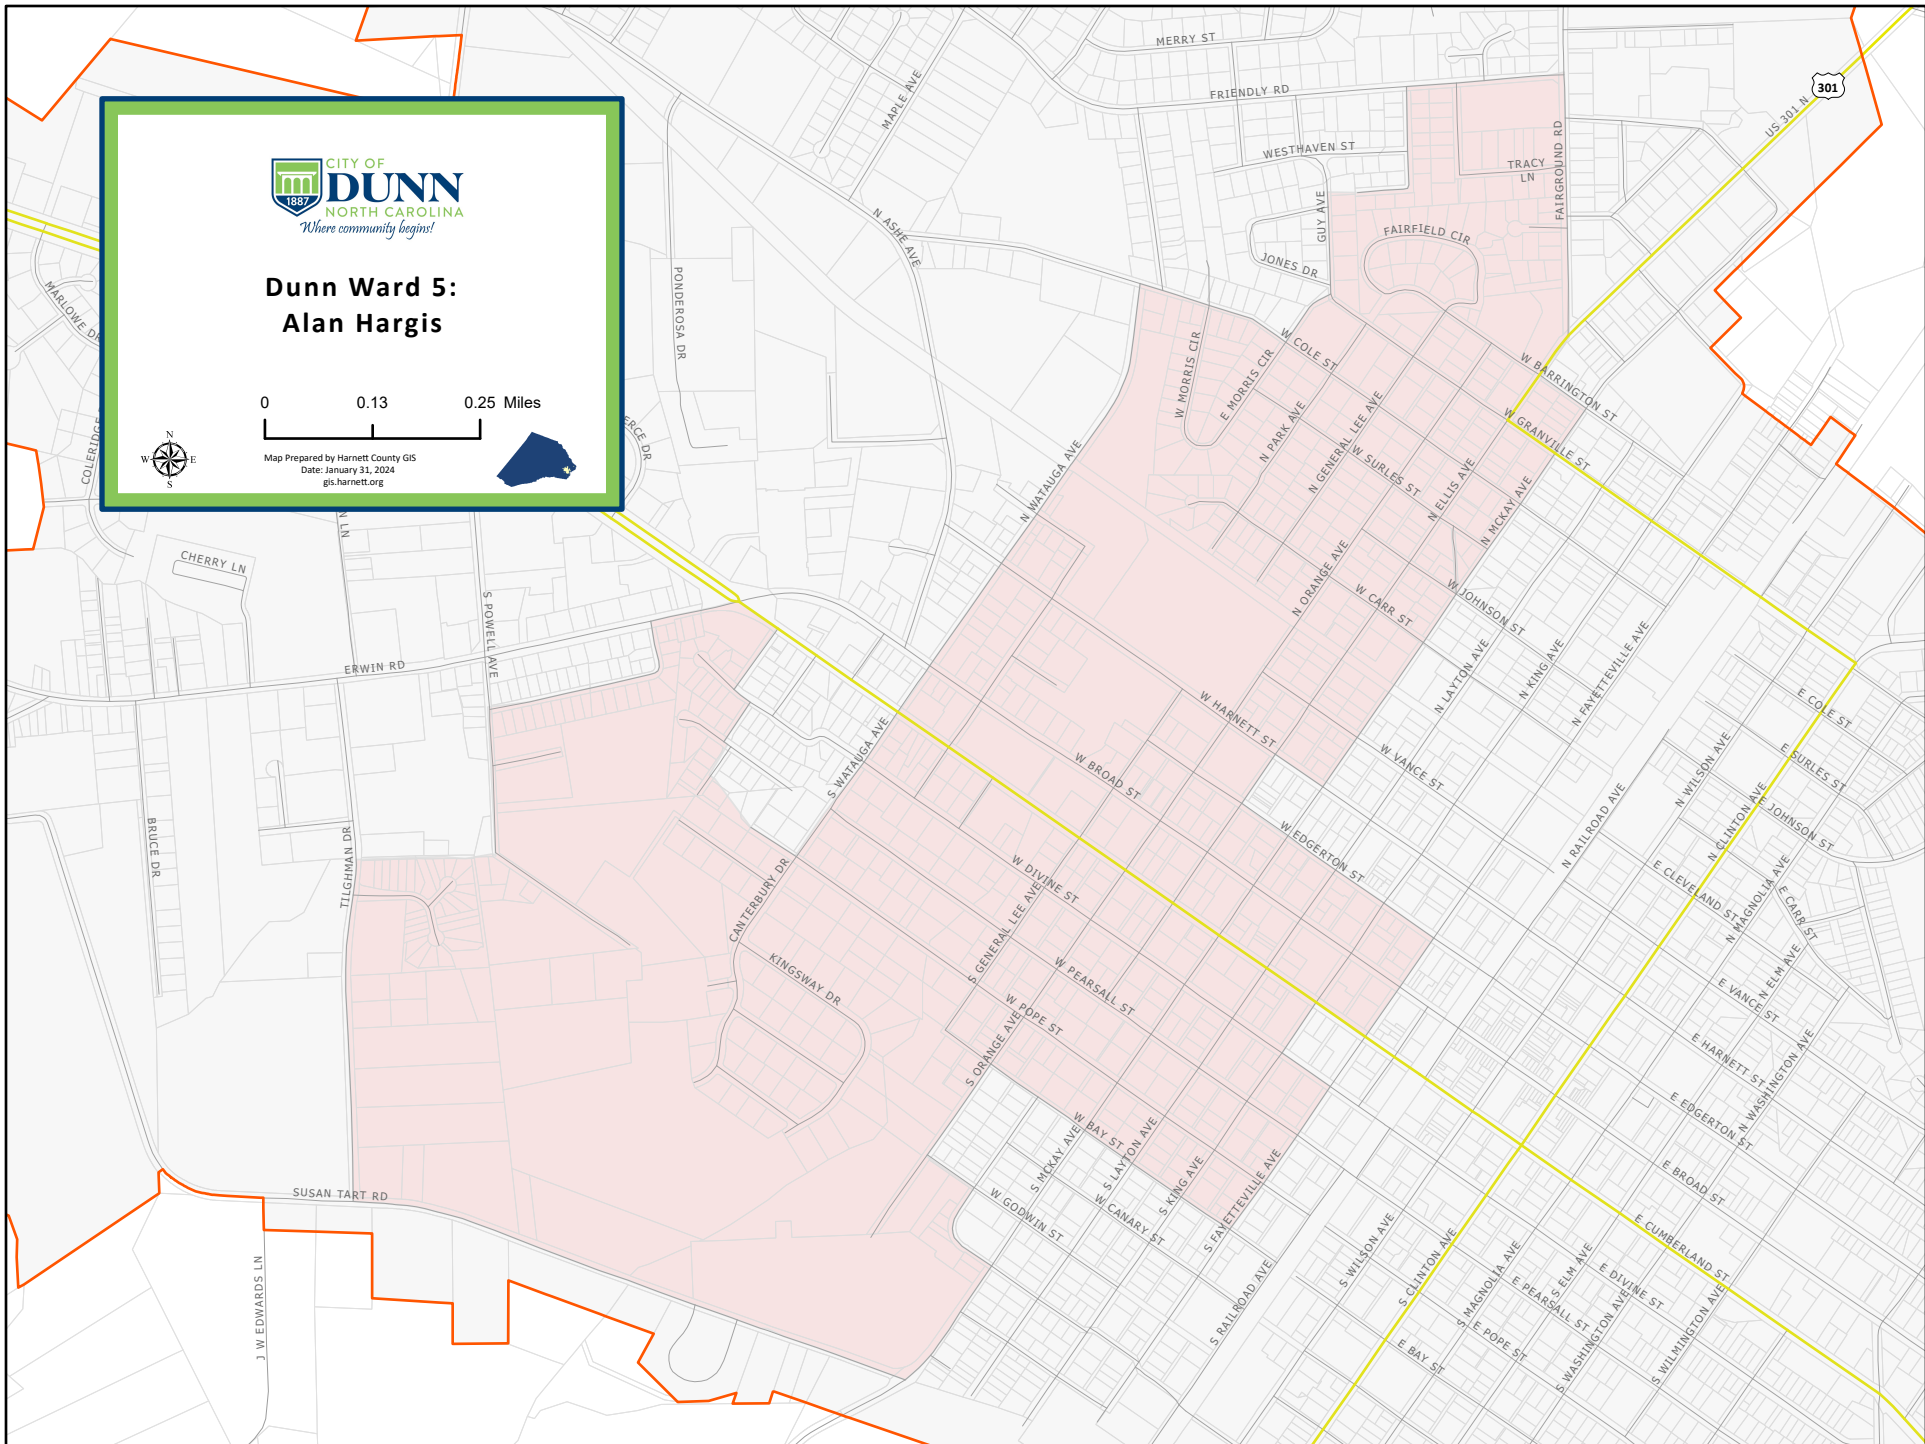 CITY OF
DUNN
1887
NORTH CAROLINA
Where community begins!
Dunn Ward 5:
Alan Hargis
0 0.13 0.25 Miles
N
W E
S
Map Prepared by Harnett County GIS
Date: January 31, 2024
gis.harnett.org
MERRY ST
FRIENDLY RD
MAPLE AVE
301
US 301 N
WESTHAVEN ST
TRACY
LN
FAIRGROUND RD
GUY AVE
FAIRFIELD CIR
JONES DR
N ASHE AVE
PONDEROSA DR
MARLOWE DR
COLERIDGE
ERCE DR
N LN
CHERRY LN
W MORRIS CIR
E MORRIS CIR
W COLE ST
N PARK AVE
N GENERAL LEE AVE
W SURLES ST
N ELLIS AVE
N MCKAY AVE
W BARRINGTON ST
W GRANVILLE ST
N WATAUGA AVE
N ORANGE AVE
W CARR ST
W JOHNSON ST
N LAYTON AVE
N KING AVE
N FAYETTEVILLE AVE
S POWELL AVE
ERWIN RD
W HARNETT ST
W VANCE ST
W BROAD ST
W EDGERTON ST
S WATAUGA AVE
N RAILROAD AVE
N WILSON AVE
N CLINTON AVE
E COLE ST
E SURLES ST
E JOHNSON ST
E CLEVELAND ST
N MAGNOLIA AVE
E CARR ST
N ELM AVE
E VANCE ST
E HARNETT ST
N WASHINGTON AVE
E EDGERTON ST
E BROAD ST
E CUMBERLAND ST
BRUCE DR
TILGHMAN DR
CANTERBURY DR
KINGSWAY DR
W DIVINE ST
S GENERAL LEE AVE
W PEARSALL ST
W POPE ST
S ORANGE AVE
W BAY ST
S MCKAY AVE
S LAYTON AVE
S KING AVE
W CANARY ST
W GODWIN ST
S FAYETTEVILLE AVE
S RAILROAD AVE
S WILSON AVE
S CLINTON AVE
S MAGNOLIA AVE
S ELM AVE
E DIVINE ST
E PEARSALL ST
E POPE ST
E BAY ST
S WASHINGTON AVE
S WILMINGTON AVE
SUSAN TART RD
J W EDWARDS LN